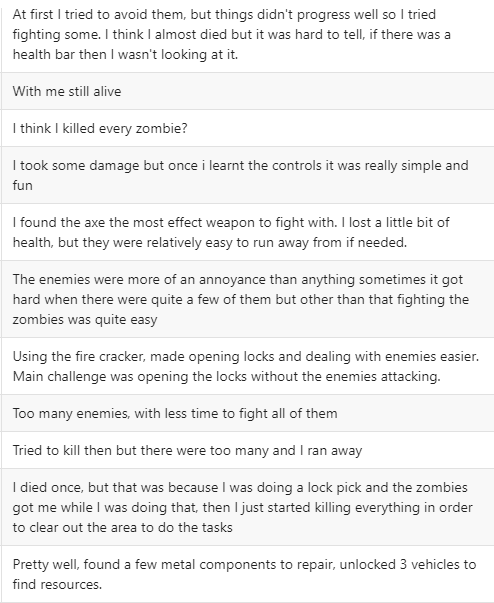 At first I tried to avoid them, but things didn't progress well so I tried
fighting some. I think I almost died but it was hard to tell, if there was a
health bar then I wasn't looking at it.
With me still alive
I think I killed every zombie?
I took some damage but once i learnt the controls it was really simple and
fun
I found the axe the most effect weapon to fight with. I lost a little bit of
health, but they were relatively easy to run away from if needed.
The enemies were more of an annoyance than anything sometimes it got
hard when there were quite a few of them but other than that fighting the
zombies was quite easy
Using the fire cracker, made opening locks and dealing with enemies easier.
Main challenge was opening the locks without the enemies attacking.
Too many enemies, with less time to fight all of them
Tried to kill then but there were too many and I ran away
I died once, but that was because I was doing a lock pick and the zombies
got me while I was doing that, then I just started killing everything in order
to clear out the area to do the tasks
Pretty well, found a few metal components to repair, unlocked 3 vehicles to
find resources.